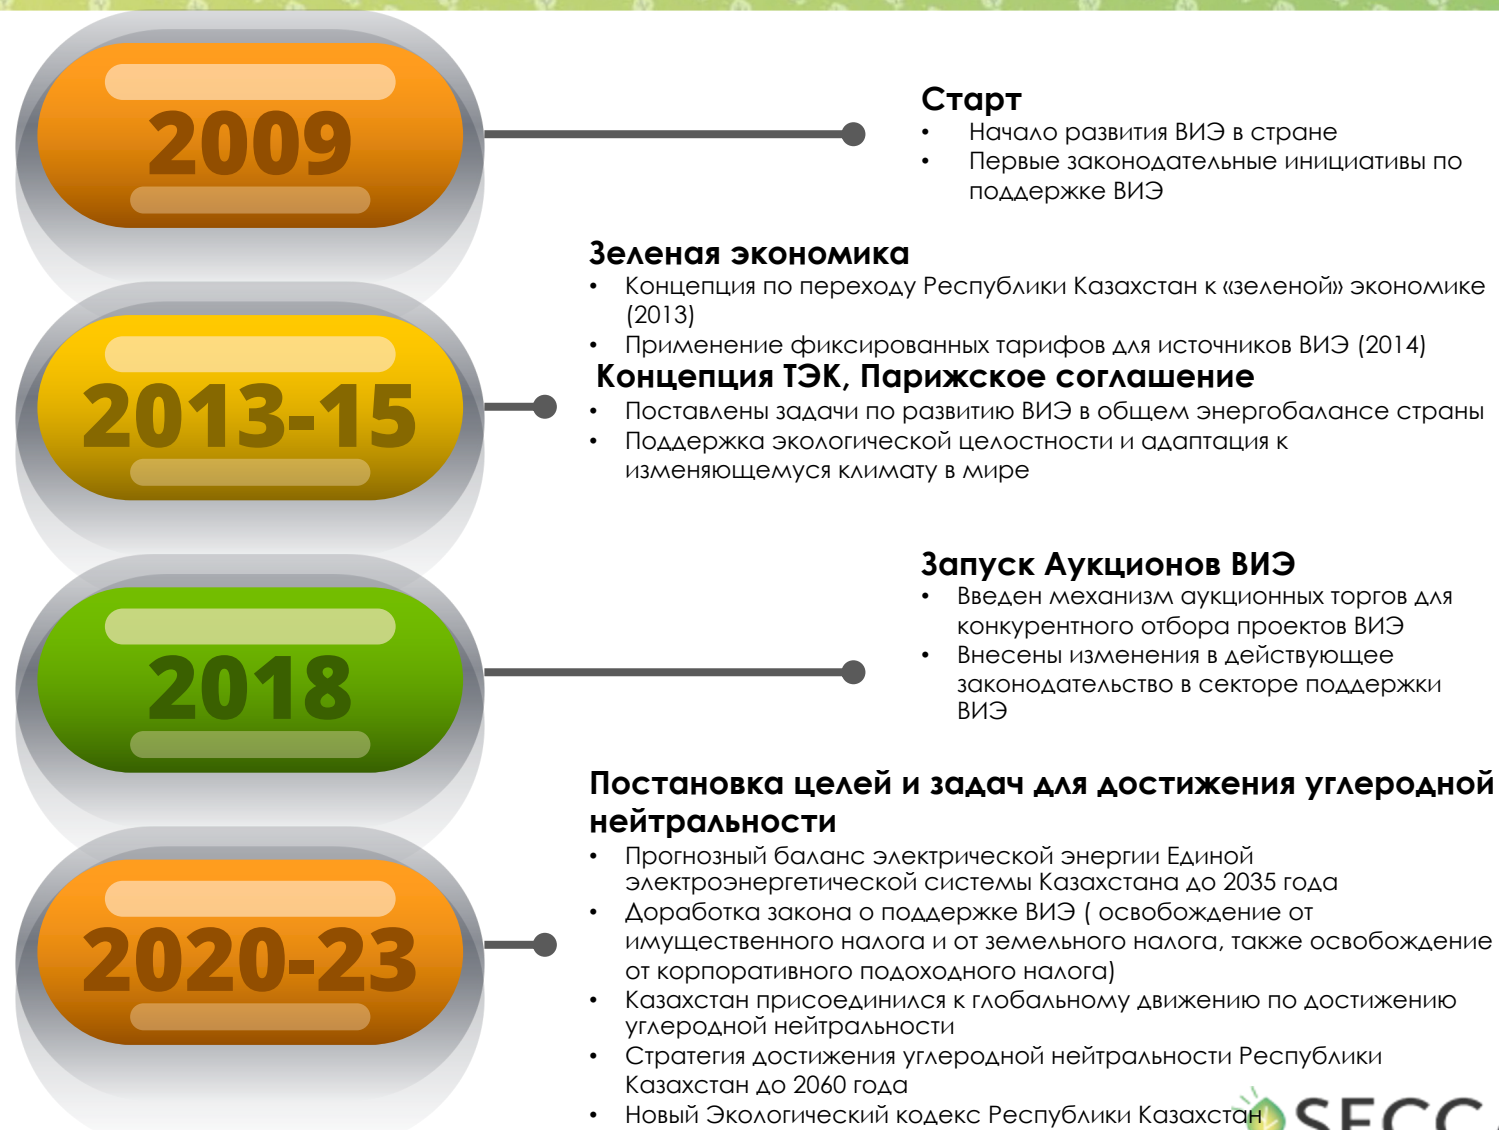 2009
Старт
• Начало развития ВИЭ в стране
• Первые законодательные инициативы по
поддержке ВИЭ
2013-15
Зеленая экономика
• Концепция по переходу Республики Казахстан к «зеленой» экономике
(2013)
• Применение фиксированных тарифов для источников ВИЭ (2014)
Концепция ТЭК, Парижское соглашение
• Поставлены задачи по развитию ВИЭ в общем энергобалансе страны
• Поддержка экологической целостности и адаптация к
изменяющемуся климату в мире
2018
Запуск Аукционов ВИЭ
• Введен механизм аукционных торгов для
конкурентного отбора проектов ВИЭ
• Внесены изменения в действующее
законодательство в секторе поддержки
ВИЭ
2020-23
Постановка целей и задач для достижения углеродной
нейтральности
• Прогнозный баланс электрической энергии Единой
электроэнергетической системы Казахстана до 2035 года
• Доработка закона о поддержке ВИЭ ( освобождение от
имущественного налога и от земельного налога, также освобождение
от корпоративного подоходного налога)
• Казахстан присоединился к глобальному движению по достижению
углеродной нейтральности
• Стратегия достижения углеродной нейтральности Республики
Казахстан до 2060 года
• Новый Экологический кодекс Республики Казахстан